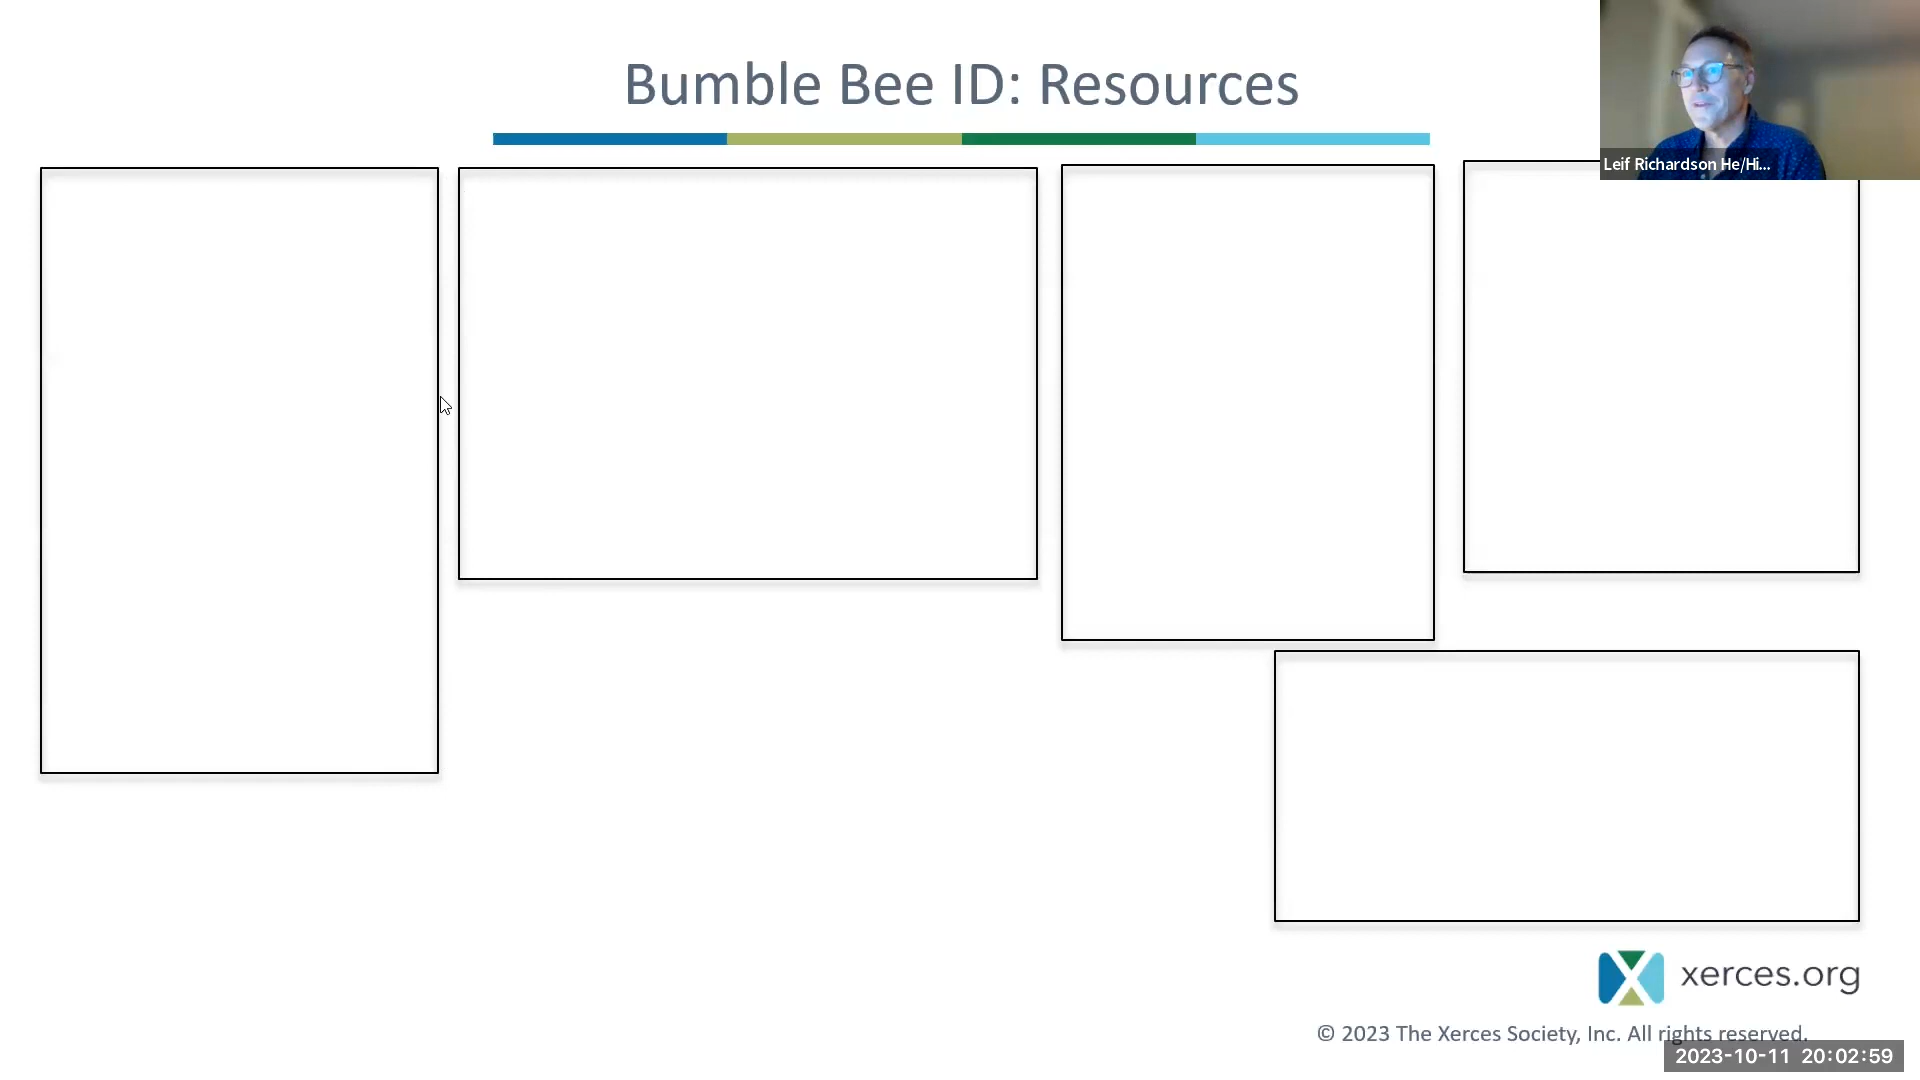 Bumble Bee ID: Resources
Leif Richardson He/Hi...
xerces.org
© 2023 The Xerces Society, Inc. All rights reserved.
2023-10-11 20:02:59